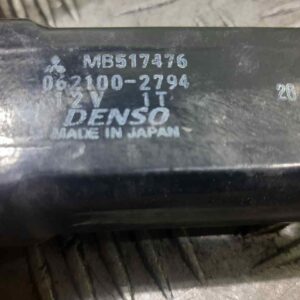 MB517476
062100-2794
12V 1T
DENSO
MADE IN JAPAN